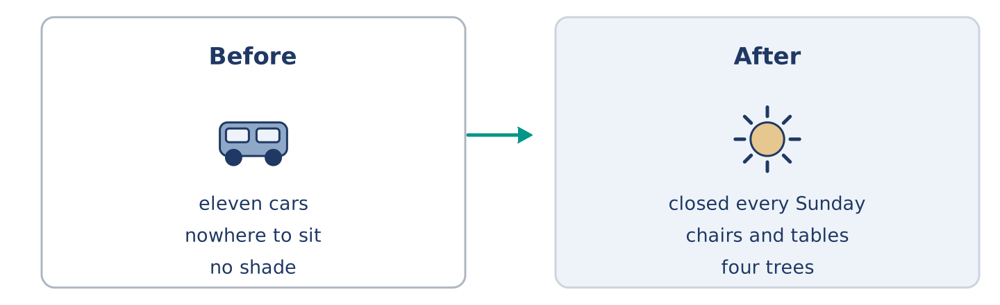 Before
eleven cars
nowhere to sit
no shade
After
closed every Sunday
chairs and tables
four trees